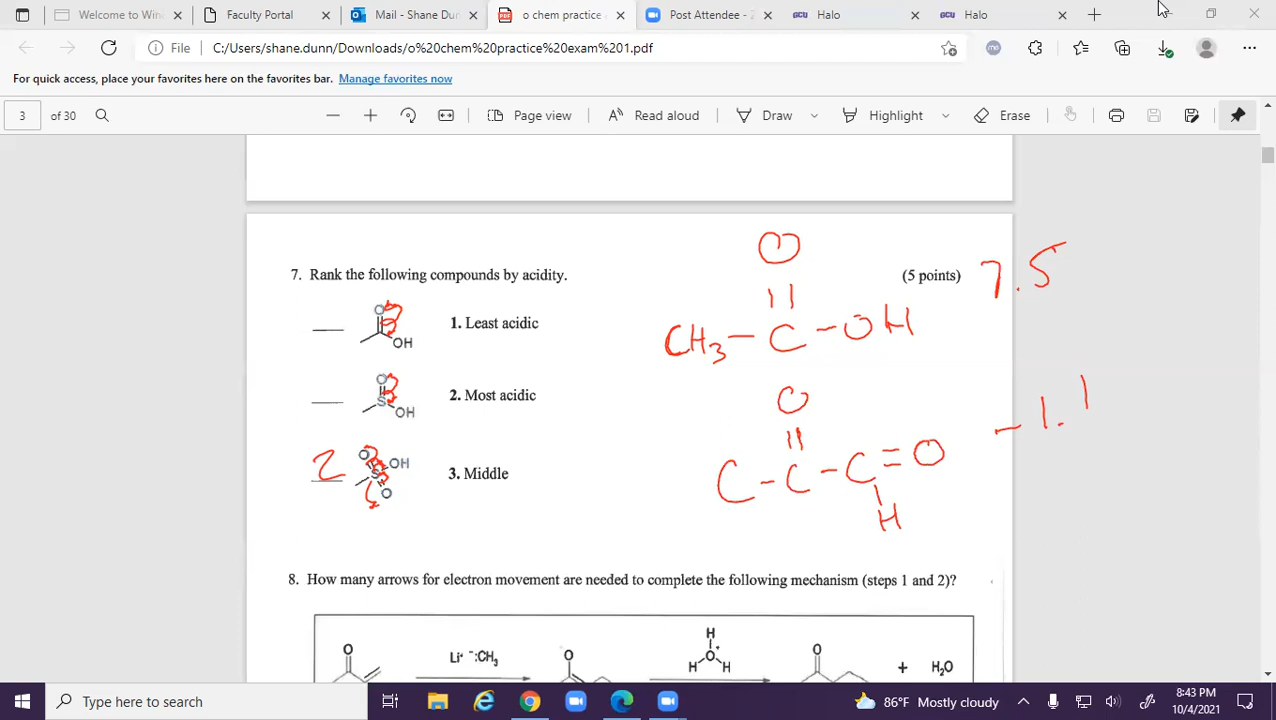 Welcome to Win
Faculty Portal
Mail - Shane Dun
o chem practice
Post Attendee - Z
GCU Halo
GCU Halo
File
C:/Users/shane.dunn/Downloads/o%20chem%20practice%20exam%201.pdf
For quick access, place your favorites here on the favorites bar. Manage favorites now
3 of 30
Page view
Read aloud
Draw
Highlight
Erase
7. Rank the following compounds by acidity.
(5 points)
7.5
O
OH
1. Least acidic
O
CH3 - C - OH
O
S
OH
2. Most acidic
O
C - C - C = O
H
-1.1
2
O
S
OH
O
3. Middle
8. How many arrows for electron movement are needed to complete the following mechanism (steps 1 and 2)?
O
Li+ -:CH3
O
H
H O+ H
O
+ H2O
Type here to search
86°F Mostly cloudy
8:43 PM
10/4/2021